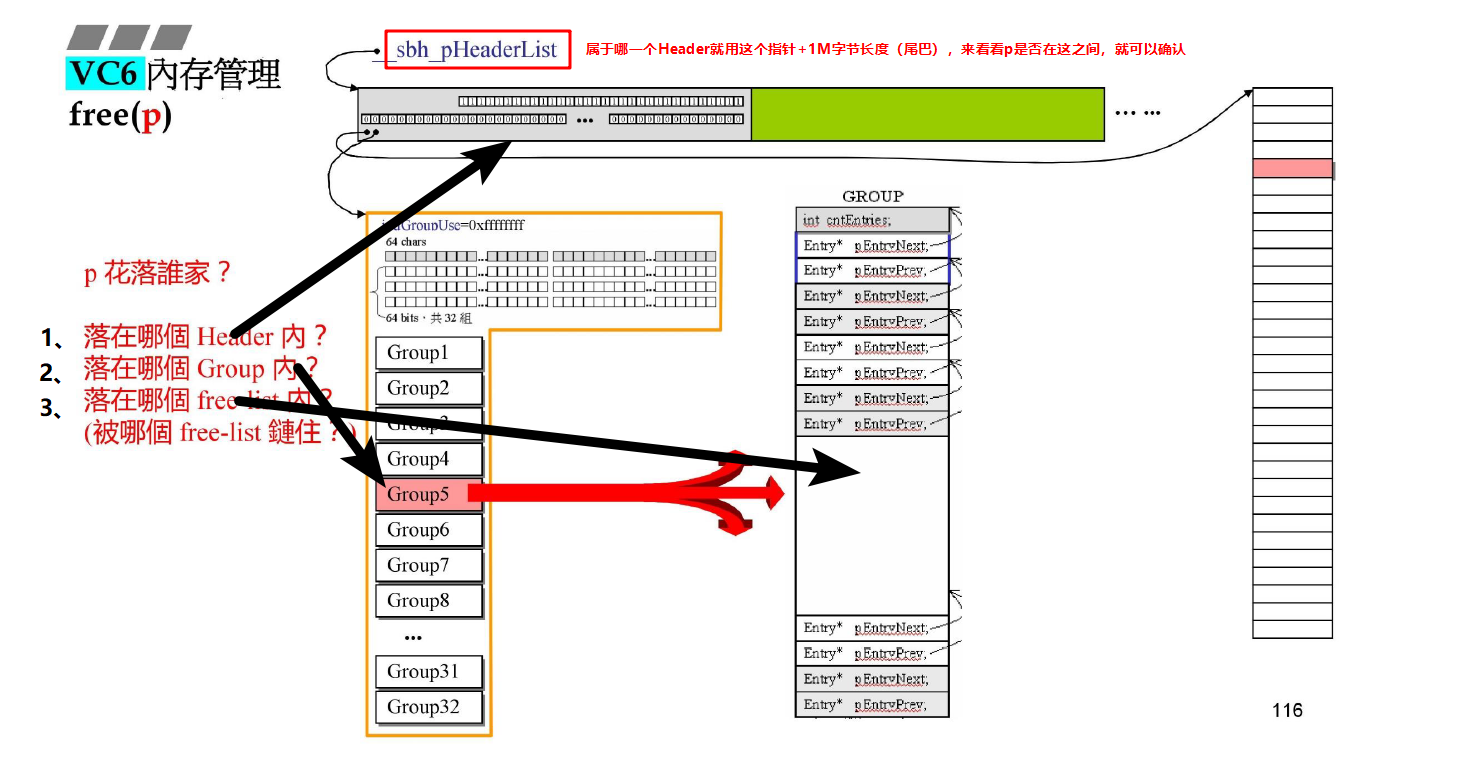 VC6 內存管理
free(p)
__sbh_pHeaderList
属于哪一个Header就用这个指针+1M字节长度（尾巴），来看看p是否在这之间，就可以确认
... ...
...
p 花落誰家？
1、落在哪個 Header 內？
2、落在哪個 Group 內？
3、落在哪個 free-list 內？
(被哪個 free-list 鏈住？)
indGroupUse=0xffffffff
64 chars
64 bits，共 32 組
Group1
Group2
Group3
Group4
Group5
Group6
Group7
Group8
...
Group31
Group32
GROUP
int cntEntries;
Entry* pEntryNext;
Entry* pEntryPrev;
Entry* pEntryNext;
Entry* pEntryPrev;
Entry* pEntryNext;
Entry* pEntryPrev;
Entry* pEntryNext;
Entry* pEntryPrev;
Entry* pEntryNext;
Entry* pEntryPrev;
Entry* pEntryNext;
Entry* pEntryPrev;
116